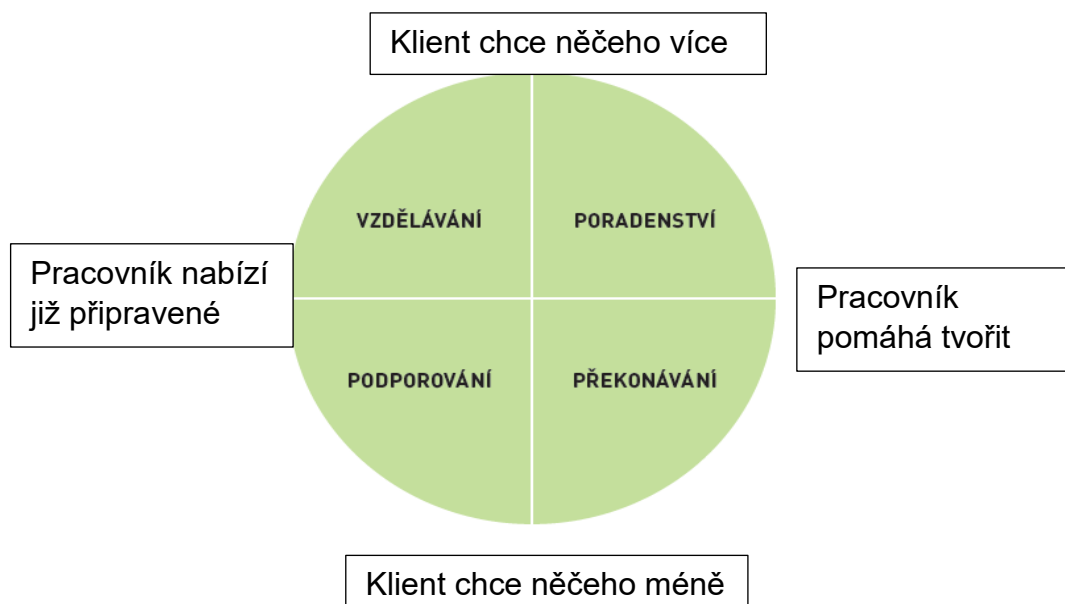 Klient chce něčeho více
VZDĚLÁVÁNÍ
PORADENSTVÍ
Pracovník nabízí
již připravené
Pracovník
pomáhá tvořit
PODPOROVÁNÍ
PŘEKONÁVÁNÍ
Klient chce něčeho méně